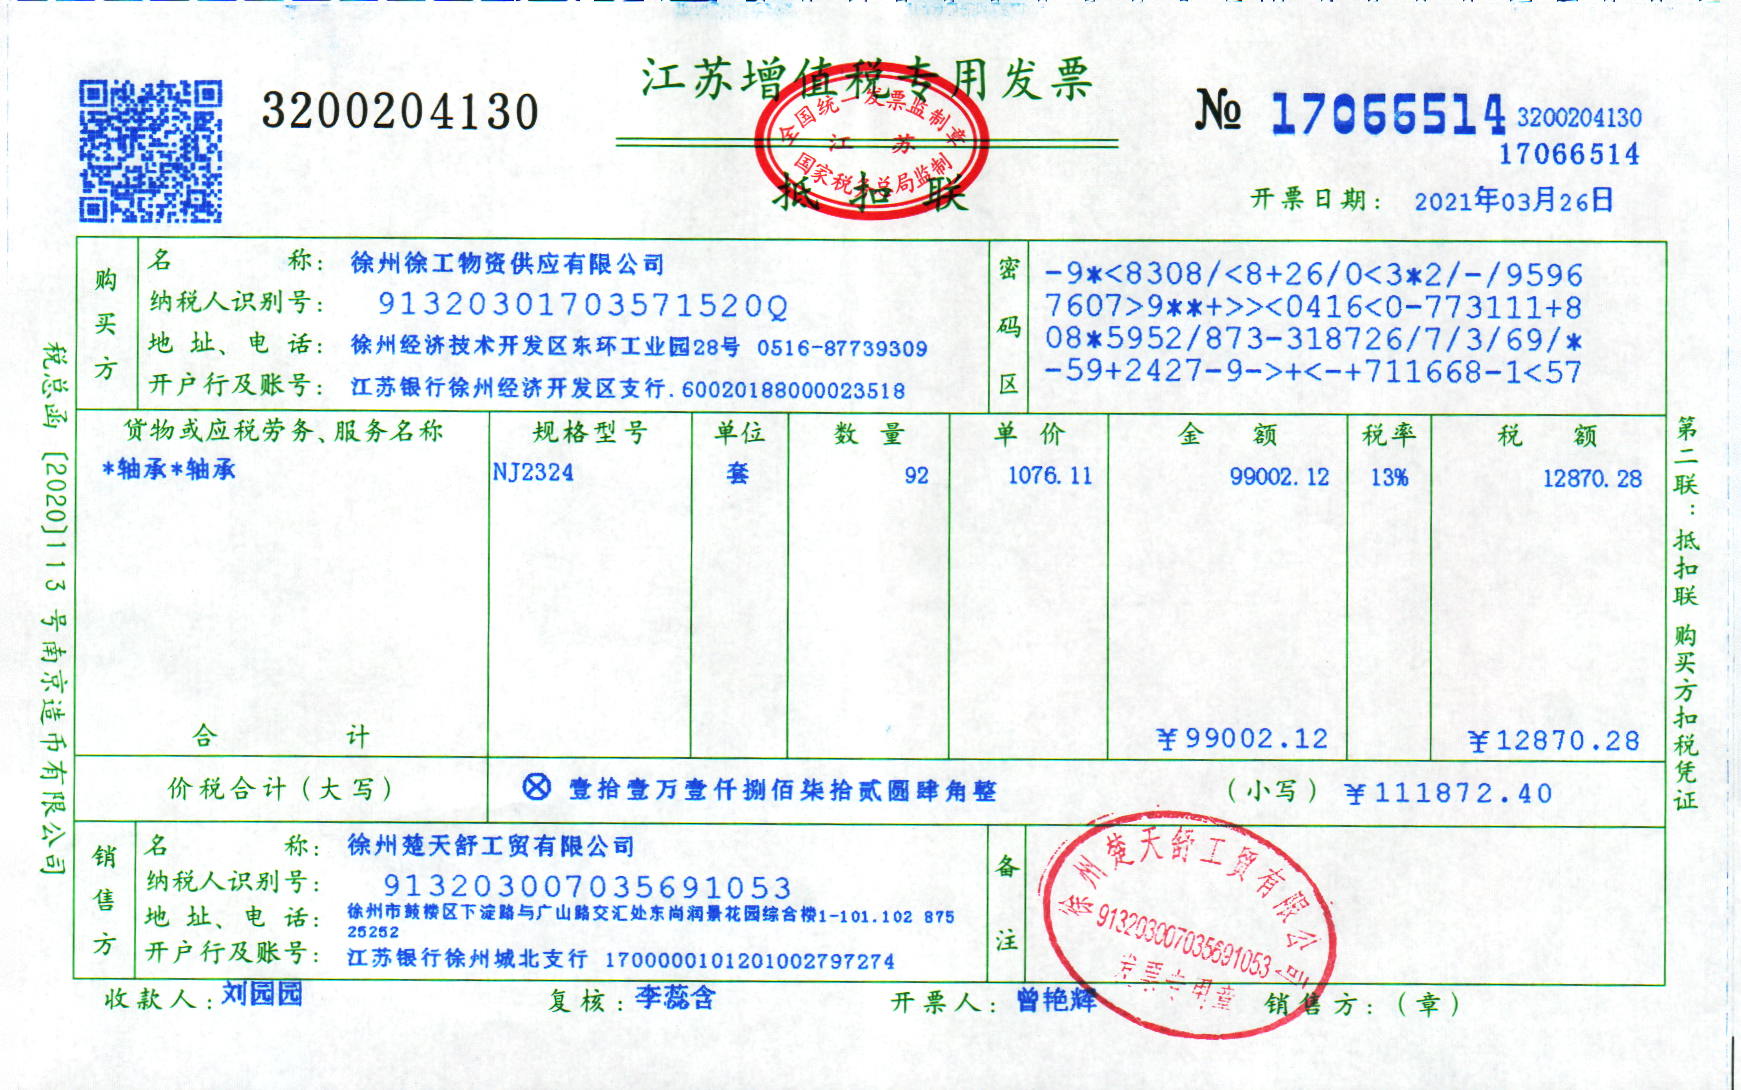 江苏增值税专用发票
3200204130
№ 17066514
3200204130
17066514
全国统一发票监制章
江苏
国家税务总局监制
抵扣联
开票日期: 2021年03月26日
购买方
名称: 徐州徐工物资供应有限公司
纳税人识别号: 91320301703571520Q
地址、电话: 徐州经济技术开发区东环工业园28号 0516-87739309
开户行及账号: 江苏银行徐州经济开发区支行.60020188000023518
密码区
-9*<8308/<8+26/0<3*2/-/9596
7607>9**+>><0416<0-773111+8
08*5952/873-318726/7/3/69/*
-59+2427-9->+<-+711668-1<57
货物或应税劳务、服务名称 规格型号 单位 数量 单价 金额 税率 税额
*轴承*轴承 NJ2324 套 92 1076.11 99002.12 13% 12870.28
合计 ¥99002.12 ¥12870.28
价税合计(大写) ⊗ 壹拾壹万壹仟捌佰柒拾贰圆肆角整 (小写) ¥111872.40
销售方
名称: 徐州楚天舒工贸有限公司
纳税人识别号: 913203007035691053
地址、电话: 徐州市鼓楼区下淀路与广山路交汇处东尚润景花园综合楼1-101.102 875
25252
开户行及账号: 江苏银行徐州城北支行 17000001012010027972​74
备注
徐州楚天舒工贸有限公司
913203007035691053
发票专用章
收款人: 刘园园 复核: 李蕊含 开票人: 曾艳辉 销售方: (章)
税总函[2020]113号南京造币有限公司
第二联: 抵扣联 购买方扣税凭证